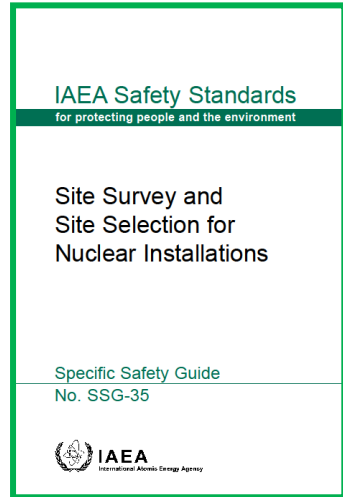 IAEA Safety Standards
for protecting people and the environment
Site Survey and
Site Selection for
Nuclear Installations
Specific Safety Guide
No. SSG-35
IAEA
International Atomic Energy Agency